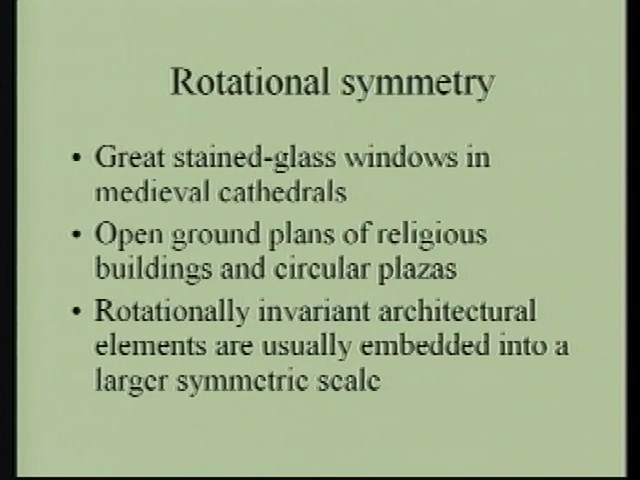 Rotational symmetry
• Great stained-glass windows in
medieval cathedrals
• Open ground plans of religious
buildings and circular plazas
• Rotationally invariant architectural
elements are usually embedded into a
larger symmetric scale